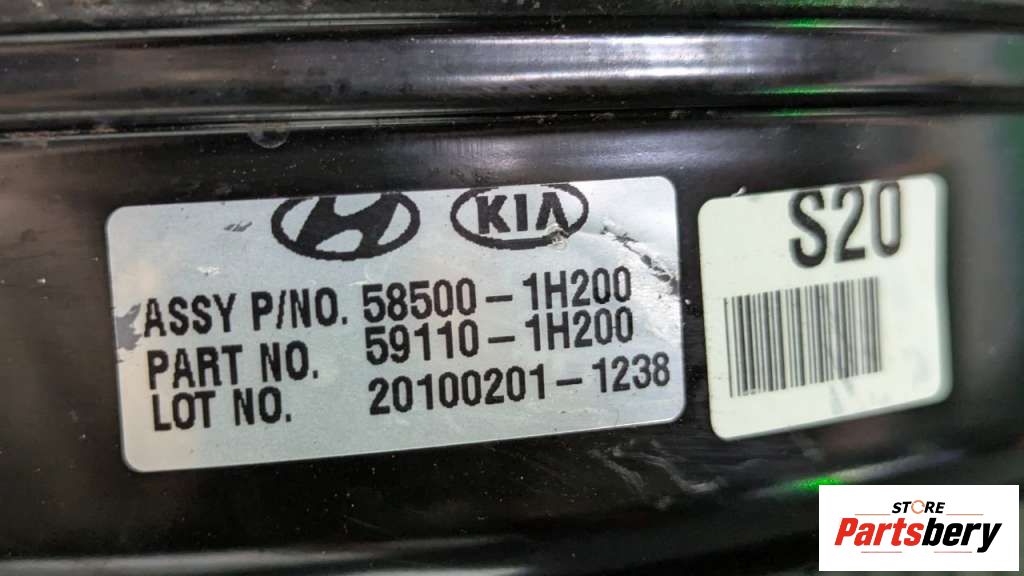 KIA
ASSY P/NO. 58500-1H200
PART NO. 59110-1H200
LOT NO. 20100201-1238
S20
STORE
Partsbery